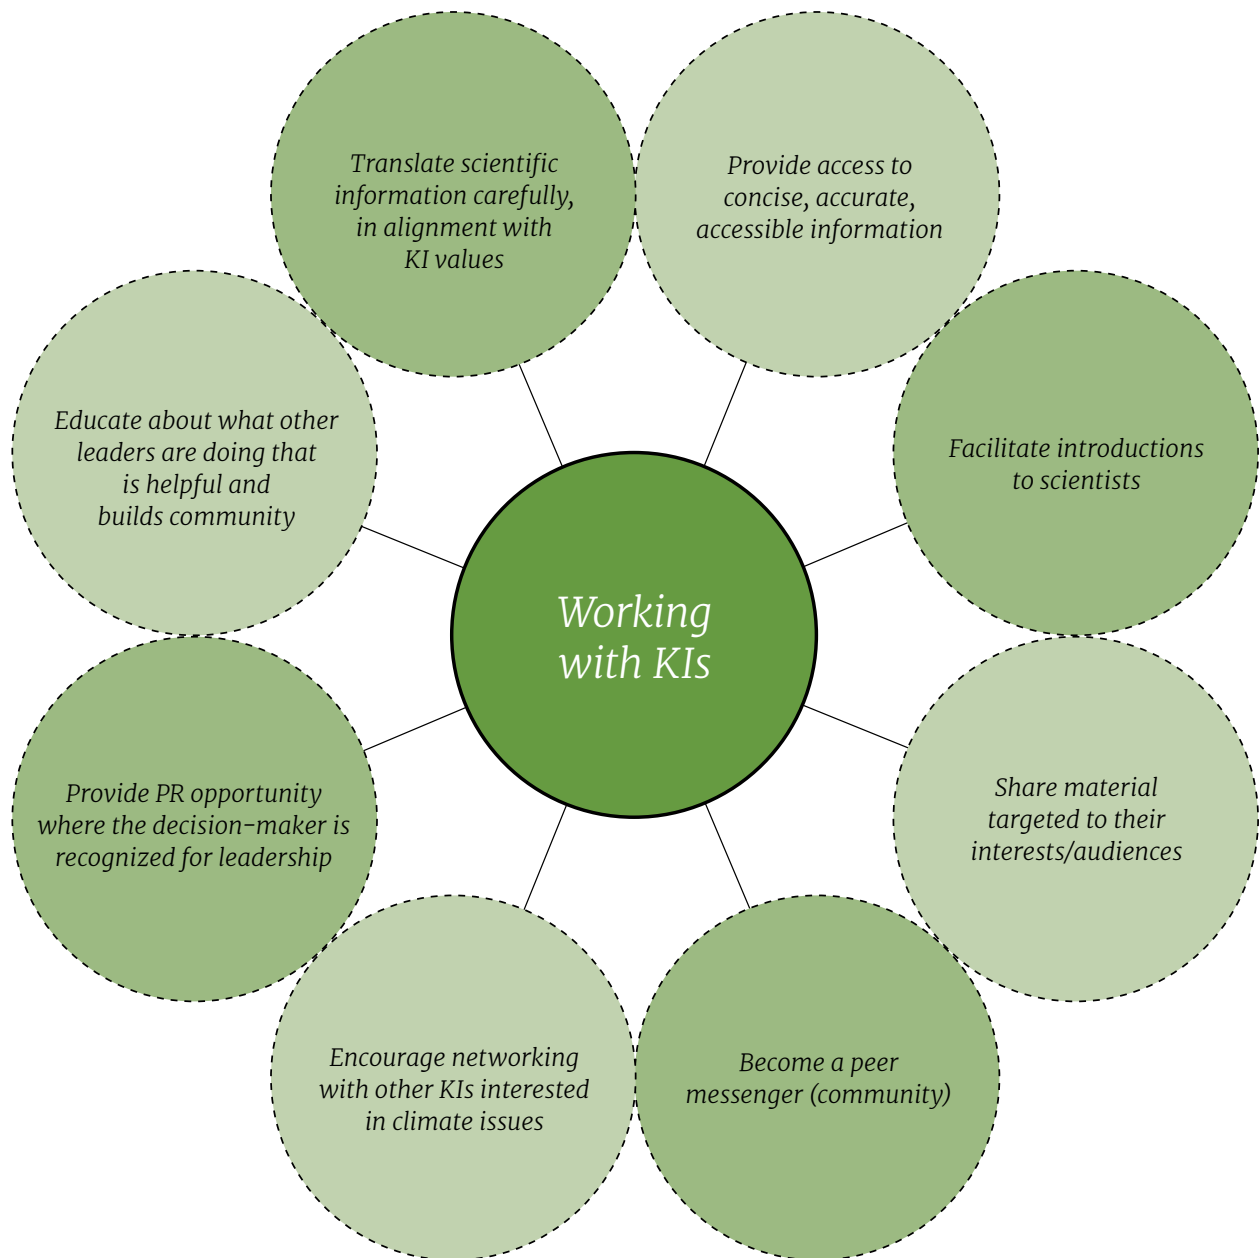 Translate scientific
information carefully,
in alignment with
KI values
Provide access to
concise, accurate,
accessible information
Educate about what other
leaders are doing that
is helpful and
builds community
Facilitate introductions
to scientists
Working
with KIs
Provide PR opportunity
where the decision-maker is
recognized for leadership
Share material
targeted to their
interests/audiences
Encourage networking
with other KIs interested
in climate issues
Become a peer
messenger (community)